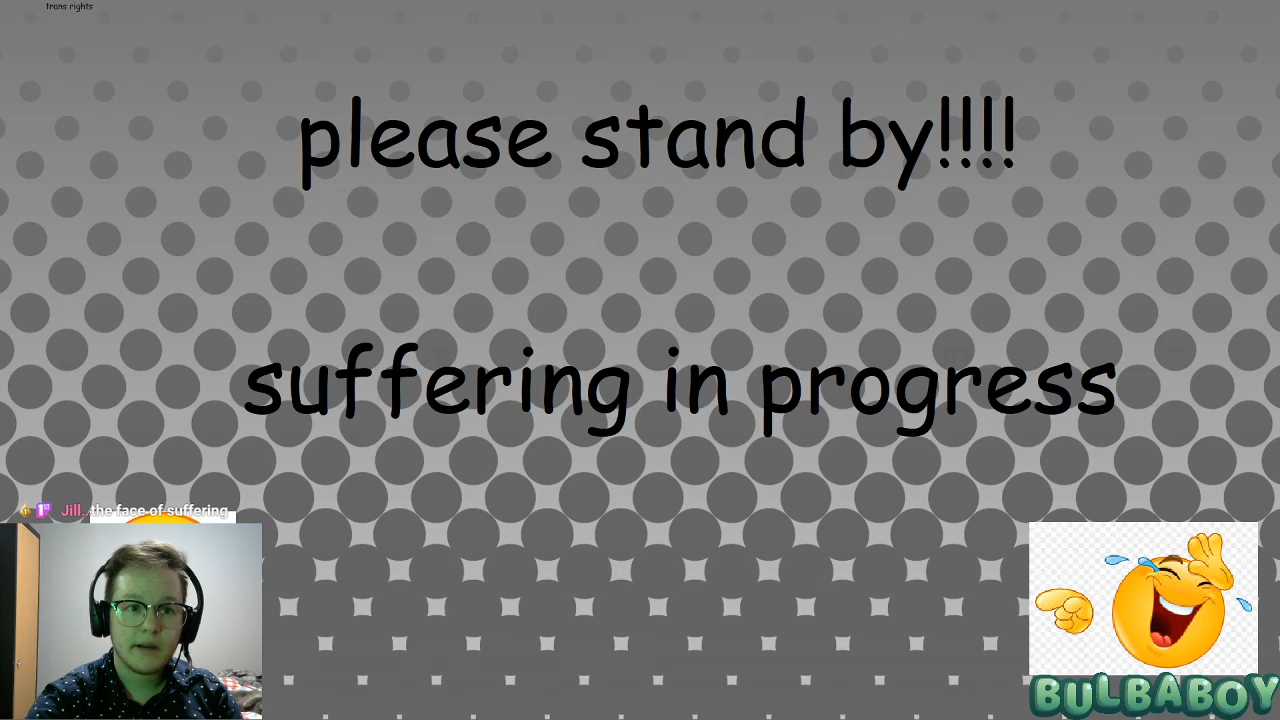 trans rights
please stand by!!!!
suffering in progress
Jill..the face of suffering
BULBABOY